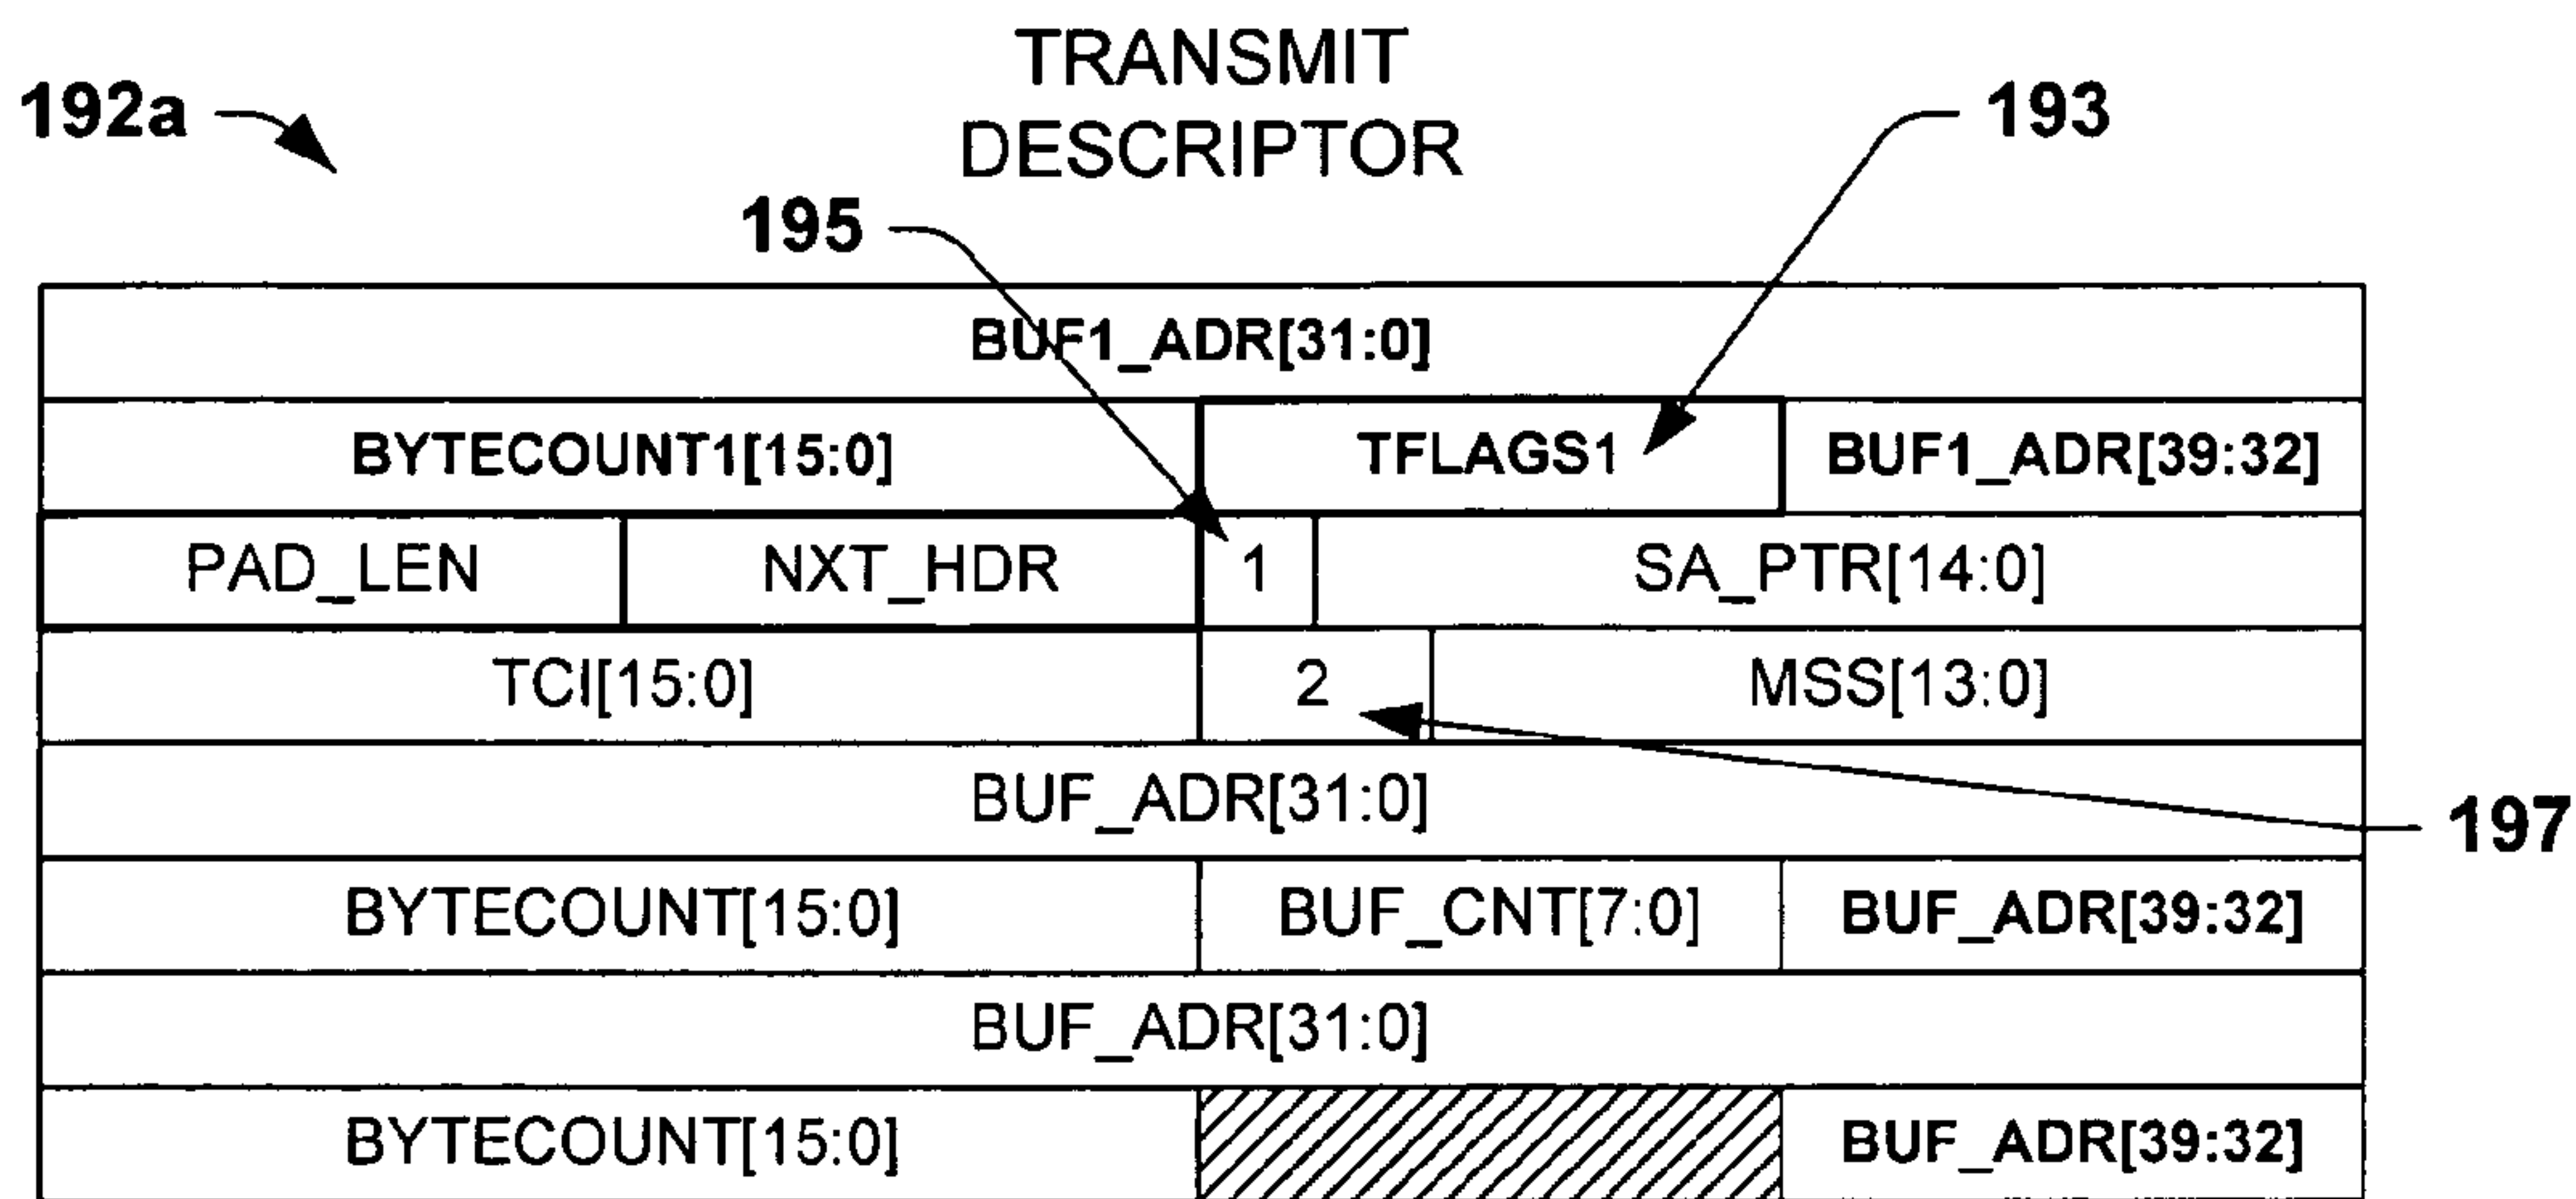 TRANSMIT
DESCRIPTOR
192a
193
195
BUF1_ADR[31:0]
BYTECOUNT1[15:0] TFLAGS1 BUF1_ADR[39:32]
PAD_LEN NXT_HDR 1 SA_PTR[14:0]
TCI[15:0] 2 MSS[13:0]
BUF_ADR[31:0]
197
BYTECOUNT[15:0] BUF_CNT[7:0] BUF_ADR[39:32]
BUF_ADR[31:0]
BYTECOUNT[15:0] BUF_ADR[39:32]